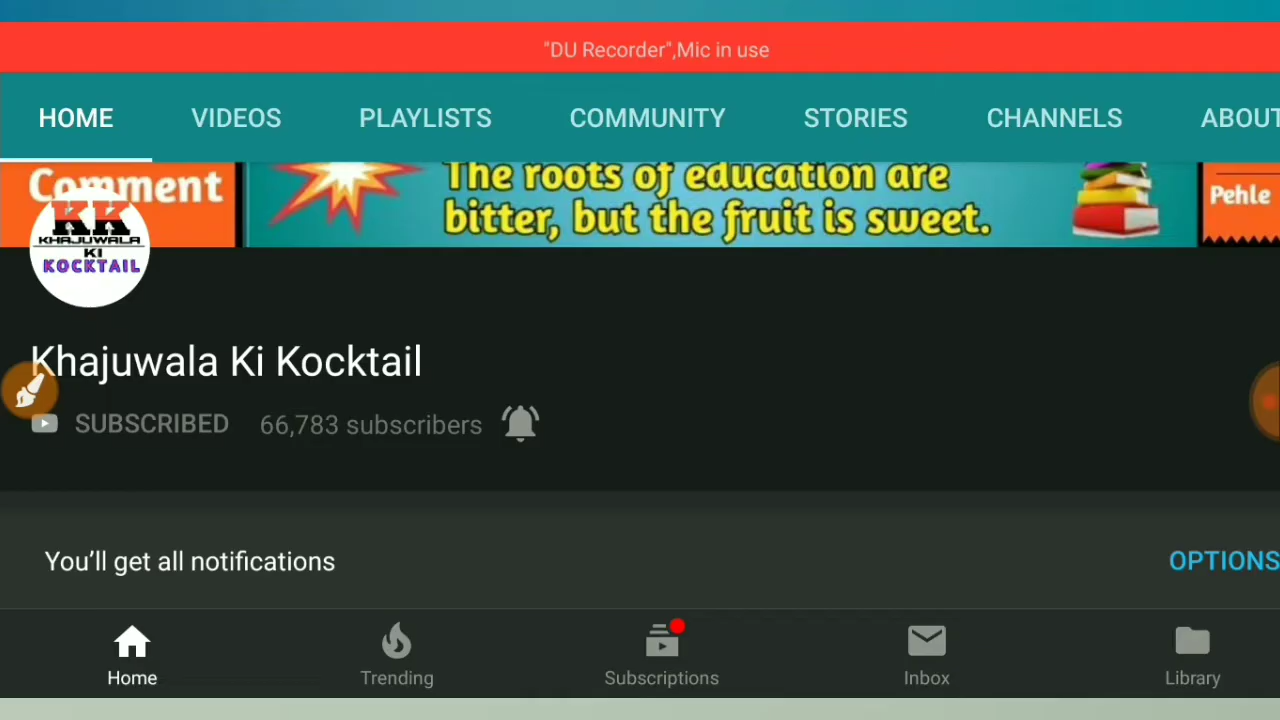 "DU Recorder",Mic in use
HOME VIDEOS PLAYLISTS COMMUNITY STORIES CHANNELS ABOUT
Comment
The roots of education are
bitter, but the fruit is sweet.
Pehle
KK
KHAJUWALA
KI
KOCKTAIL
Khajuwala Ki Kocktail
SUBSCRIBED 66,783 subscribers
You’ll get all notifications
OPTIONS
Home Trending Subscriptions Inbox Library